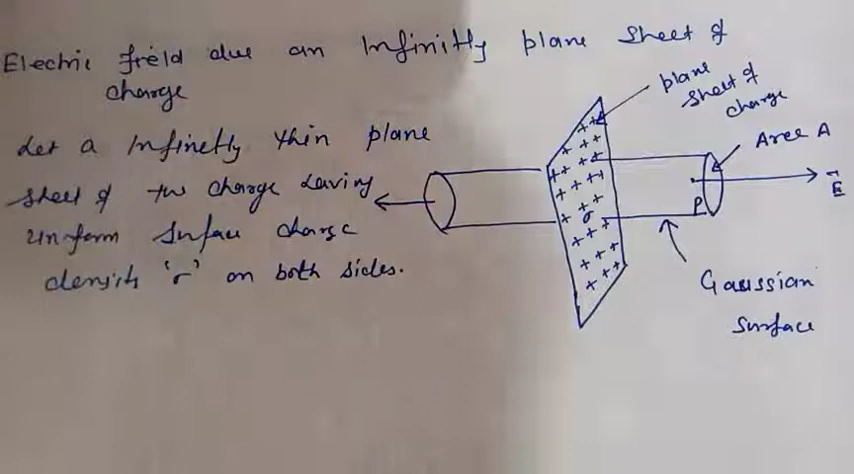 Electric field due an Infinitly plane sheet of
charge
Let a Infinetly thin plane
sheet of +ve charge having
uniform surface charge
density 'σ' on both sides.
plane
sheet of
charge
Area A
E
P
σ
Gaussian
surface